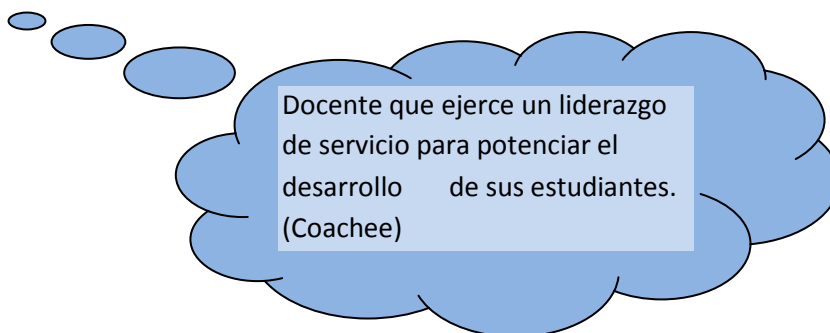 Docente que ejerce un liderazgo
de servicio para potenciar el
desarrollo de sus estudiantes.
(Coachee)